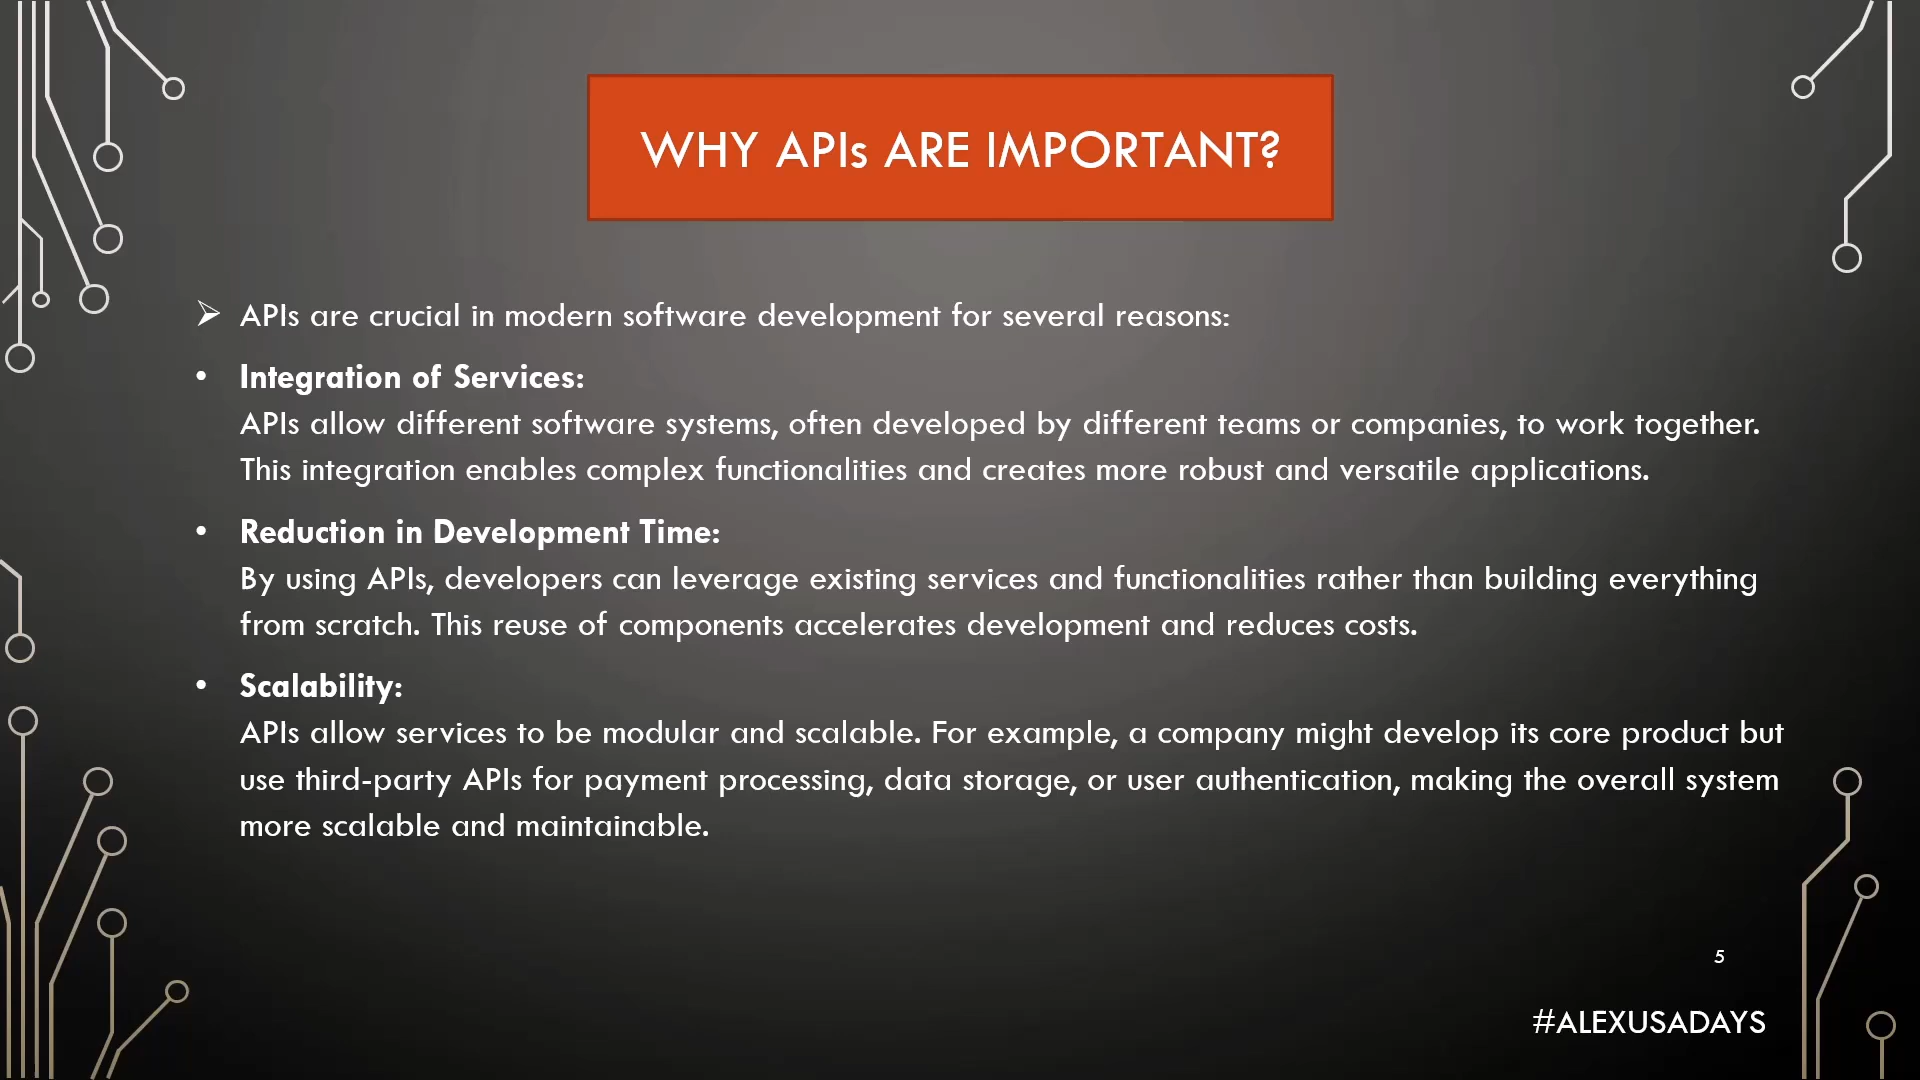 WHY APIs ARE IMPORTANT?
➢ APIs are crucial in modern software development for several reasons:
• Integration of Services:
APIs allow different software systems, often developed by different teams or companies, to work together.
This integration enables complex functionalities and creates more robust and versatile applications.
• Reduction in Development Time:
By using APIs, developers can leverage existing services and functionalities rather than building everything
from scratch. This reuse of components accelerates development and reduces costs.
• Scalability:
APIs allow services to be modular and scalable. For example, a company might develop its core product but
use third-party APIs for payment processing, data storage, or user authentication, making the overall system
more scalable and maintainable.
5
#ALEXUSADAYS